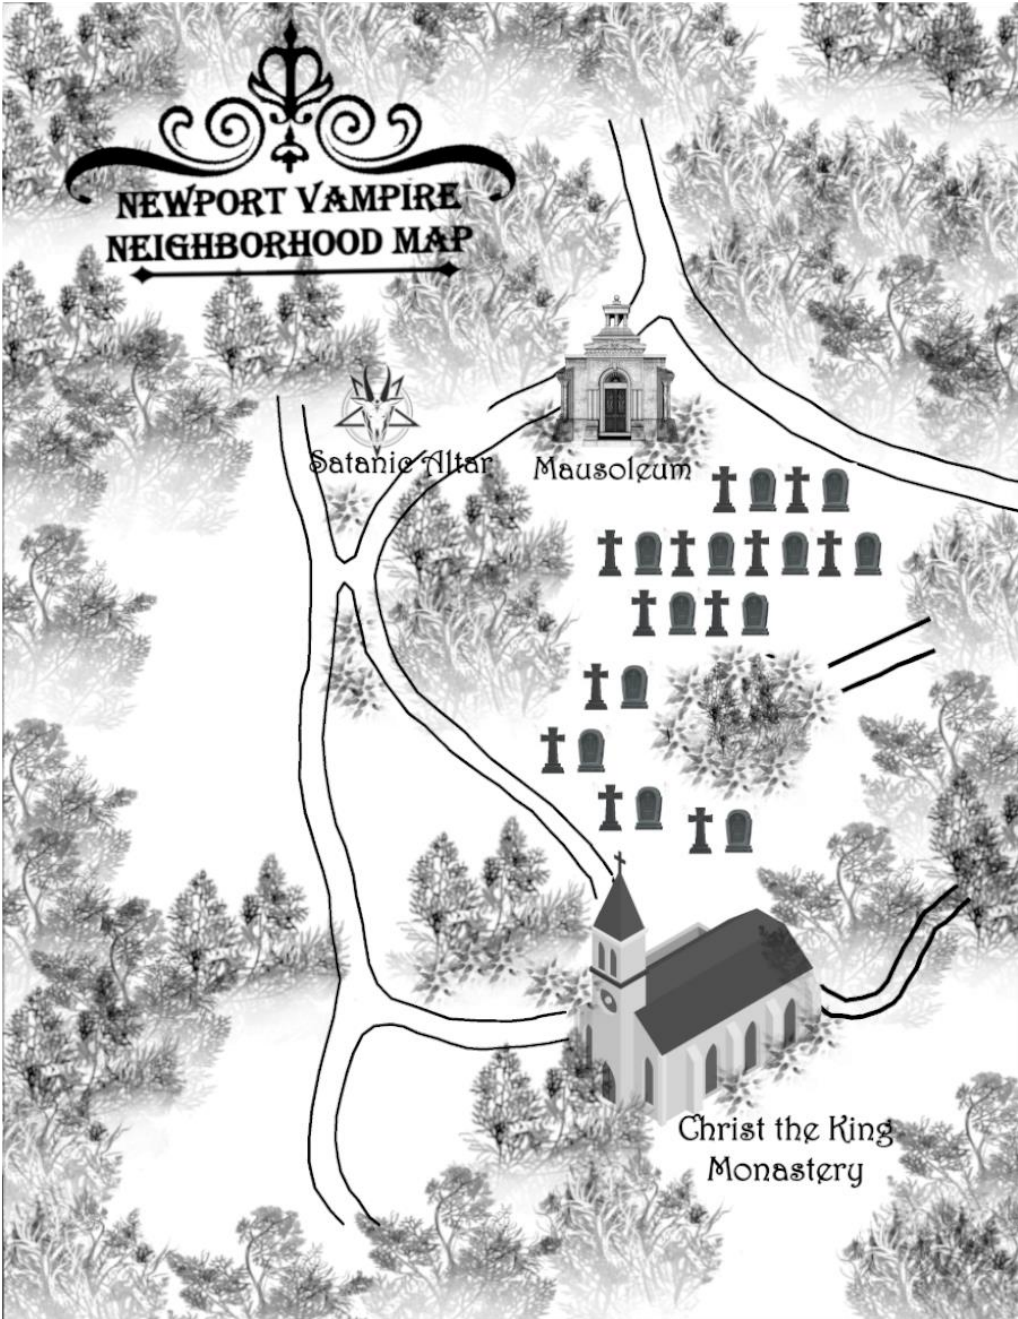 NEWPORT VAMPIRE
NEIGHBORHOOD MAP
Satanic Altar
Mausoleum
Christ the King
Monastery